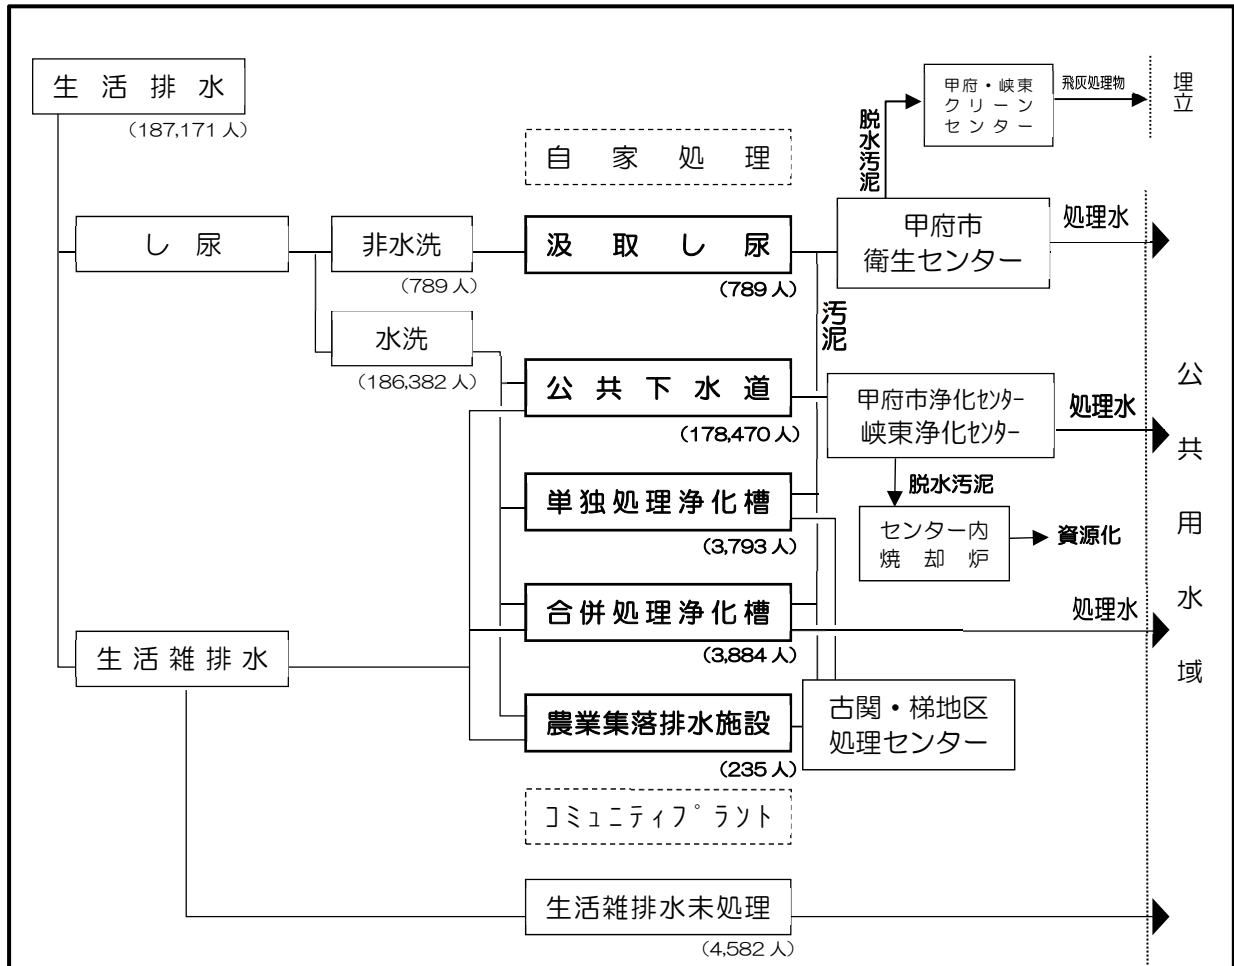 生活排水
（187,171人）
甲府・峡東
クリーン
センター
飛灰処理物
埋立
脱水汚泥
自家処理
し尿
非水洗
（789人）
汲取し尿
（789人）
甲府市
衛生センター
処理水
汚泥
水洗
（186,382人）
公共下水道
（178,470人）
甲府市浄化センター
峡東浄化センター
処理水
公共用水域
脱水汚泥
単独処理浄化槽
（3,793人）
センター内
焼却炉
資源化
合併処理浄化槽
（3,884人）
処理水
生活雑排水
農業集落排水施設
（235人）
古関・梯地区
処理センター
コミュニティプラント
生活雑排水未処理
（4,582人）